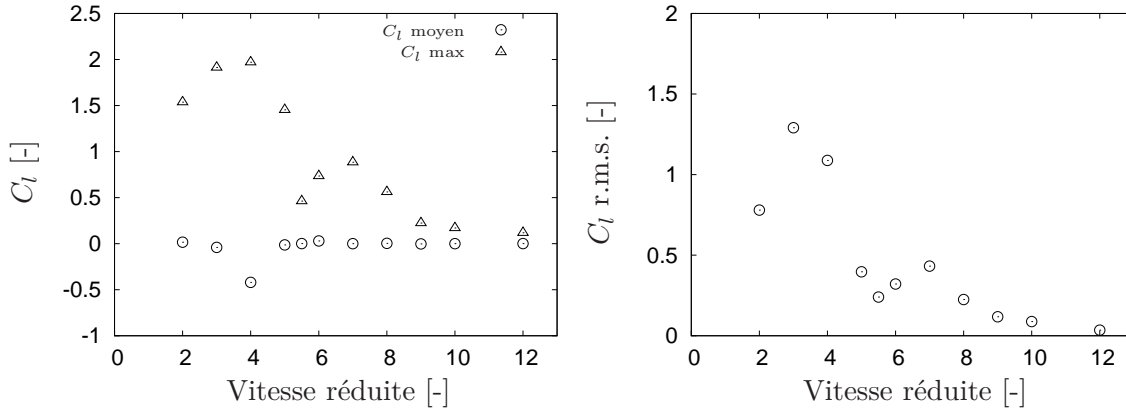 2.5
2
1.5
1
0.5
0
-0.5
-1
0 2 4 6 8 10 12
C_l [-]
Vitesse réduite [-]
C_l moyen
C_l max
2
1.5
1
0.5
0
0 2 4 6 8 10 12
C_l r.m.s. [-]
Vitesse réduite [-]